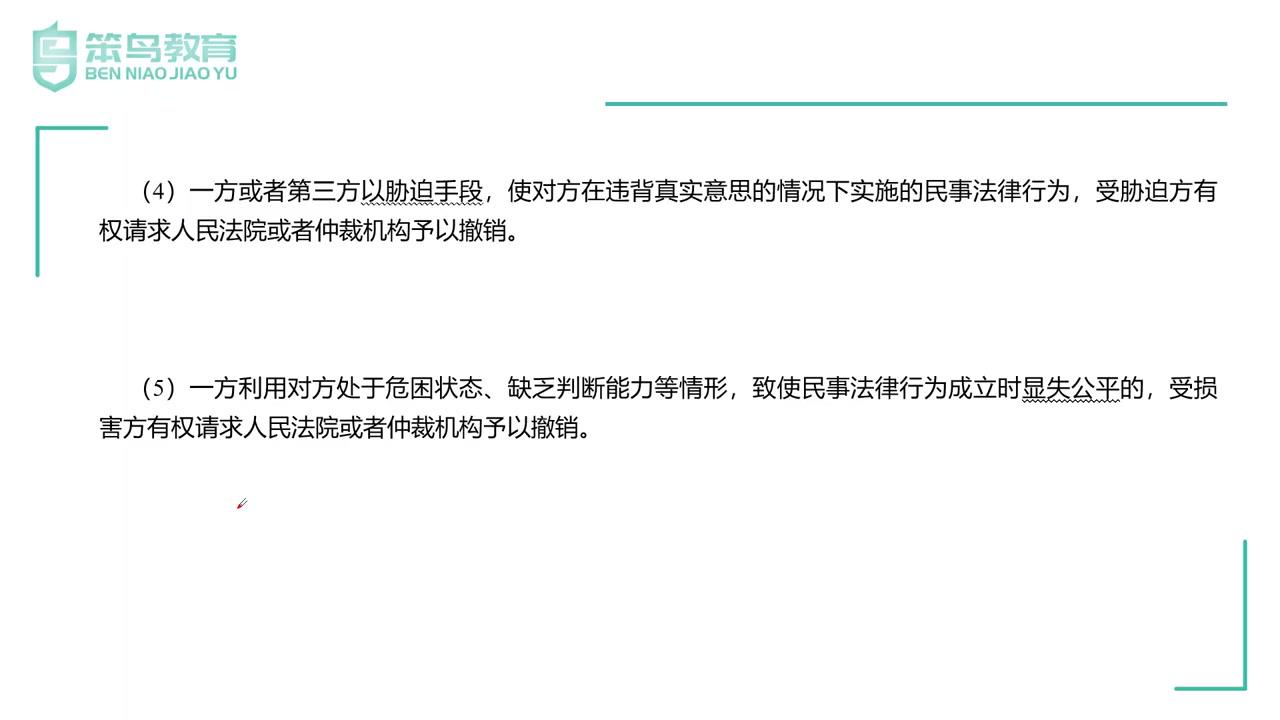 笨鸟教育
BEN NIAO JIAO YU
（4）一方或者第三方以胁迫手段，使对方在违背真实意思的情况下实施的民事法律行为，受胁迫方有
权请求人民法院或者仲裁机构予以撤销。
（5）一方利用对方处于危困状态、缺乏判断能力等情形，致使民事法律行为成立时显失公平的，受损
害方有权请求人民法院或者仲裁机构予以撤销。